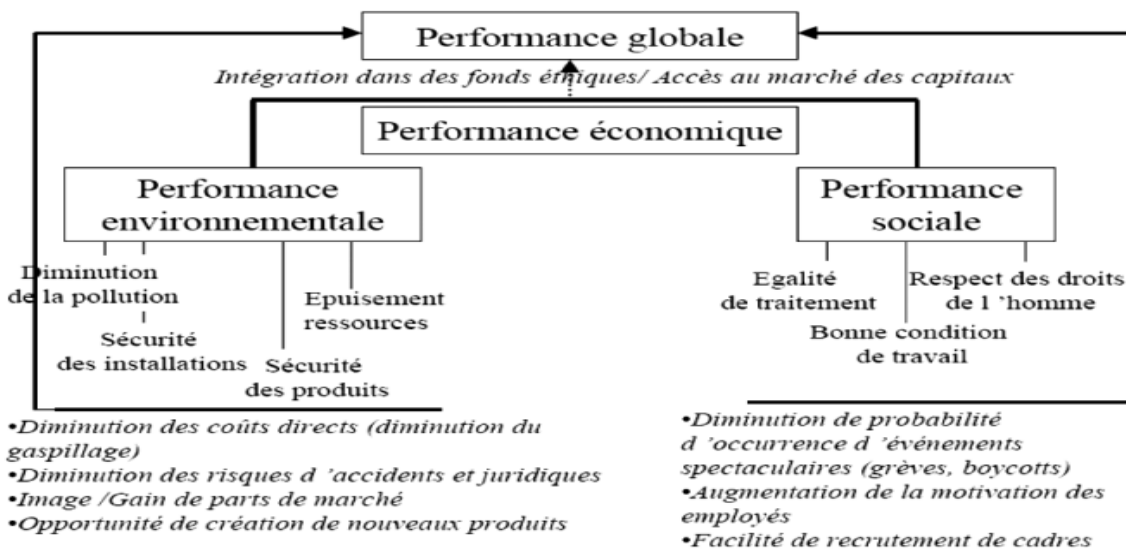 Performance globale
Intégration dans des fonds éthiques/ Accès au marché des capitaux
Performance économique
Performance
environnementale
Diminution
de la pollution
Sécurité
des installations
Sécurité
des produits
Epuisement
ressources
Performance
sociale
Egalité
de traitement
Bonne condition
de travail
Respect des droits
de l ’homme
•Diminution des coûts directs (diminution du
gaspillage)
•Diminution des risques d ’accidents et juridiques
•Image /Gain de parts de marché
•Opportunité de création de nouveaux produits
•Diminution de probabilité
d ’occurrence d ’événements
spectaculaires (grèves, boycotts)
•Augmentation de la motivation des
employés
•Facilité de recrutement de cadres